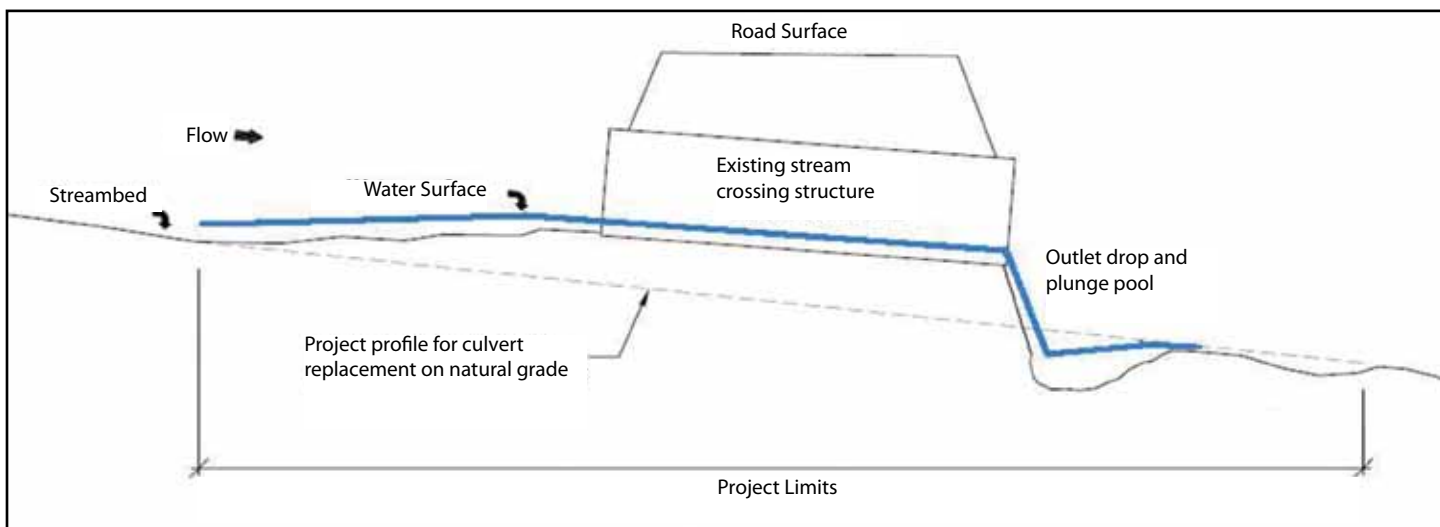 Road Surface
Flow
Existing stream
crossing structure
Streambed
Water Surface
Outlet drop and
plunge pool
Project profile for culvert
replacement on natural grade
Project Limits